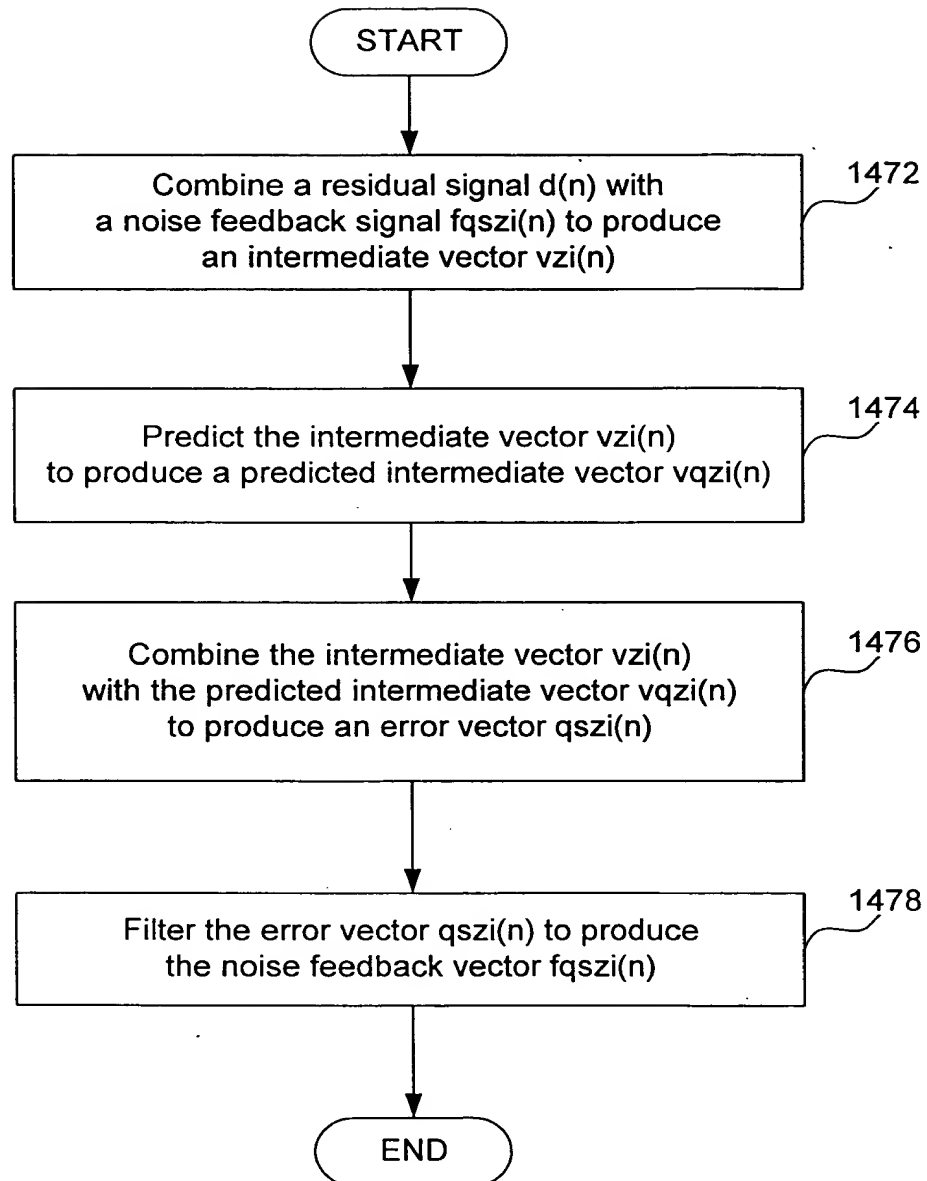 START
Combine a residual signal d(n) with
a noise feedback signal fqszi(n) to produce
an intermediate vector vzi(n)
1472
Predict the intermediate vector vzi(n)
to produce a predicted intermediate vector vqzi(n)
1474
Combine the intermediate vector vzi(n)
with the predicted intermediate vector vqzi(n)
to produce an error vector qszi(n)
1476
Filter the error vector qszi(n) to produce
the noise feedback vector fqszi(n)
1478
END